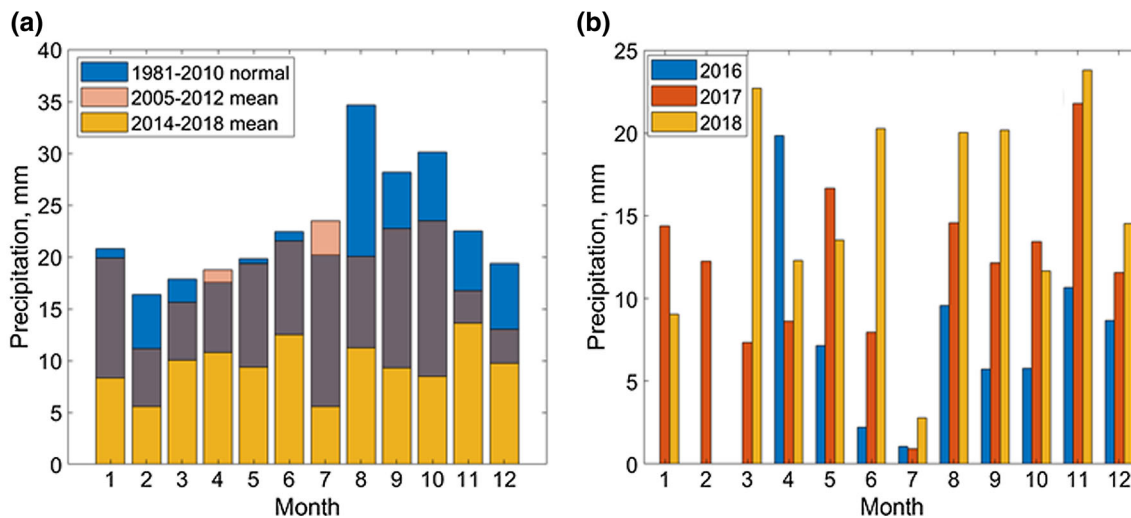 (a)
40
35
30
25
20
15
10
5
0
Precipitation, mm
1981-2010 normal
2005-2012 mean
2014-2018 mean
1 2 3 4 5 6 7 8 9 10 11 12
Month
(b)
25
20
15
10
5
0
Precipitation, mm
2016
2017
2018
1 2 3 4 5 6 7 8 9 10 11 12
Month